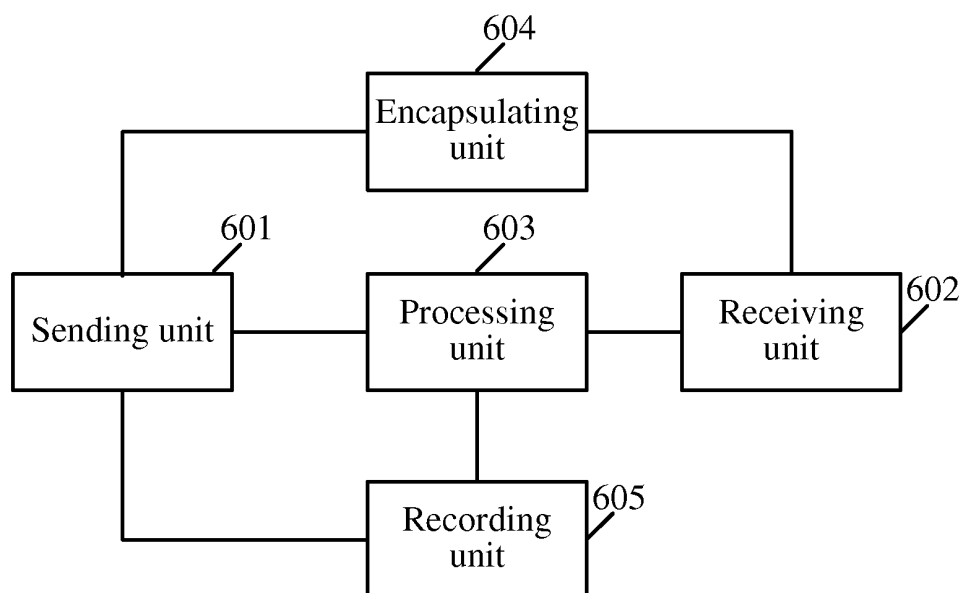 604
Encapsulating
unit
601
603
Sending unit
Processing
unit
602
Receiving
unit
605
Recording
unit